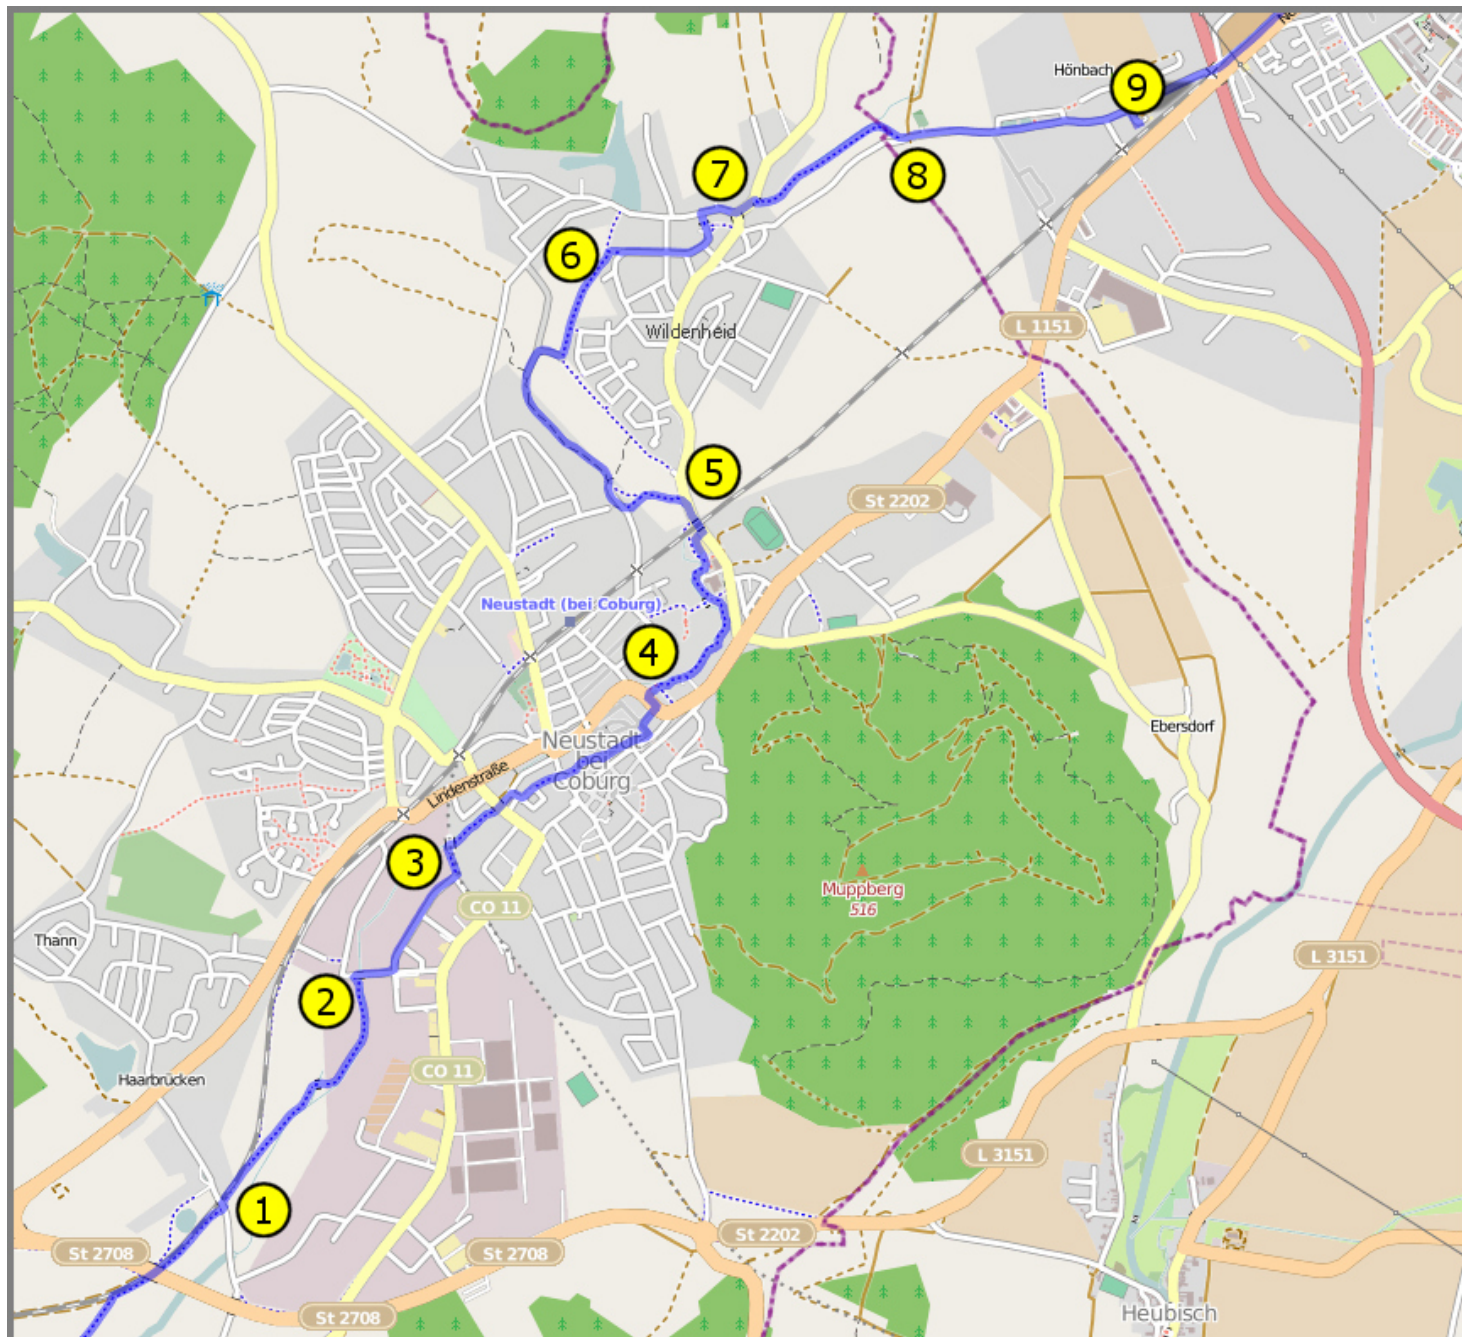 Hönbach
9
7
8
6
L 1151
Wildenheid
5
St 2202
Neustadt (bei Coburg)
4
Ebersdorf
Neustadt
bei
Coburg
Lindenstraße
3
Muppberg
516
CO 11
Thann
L 3151
2
CO 11
Haarbrücken
L 3151
1
St 2202
St 2708
St 2708
St 2708
Heubisch